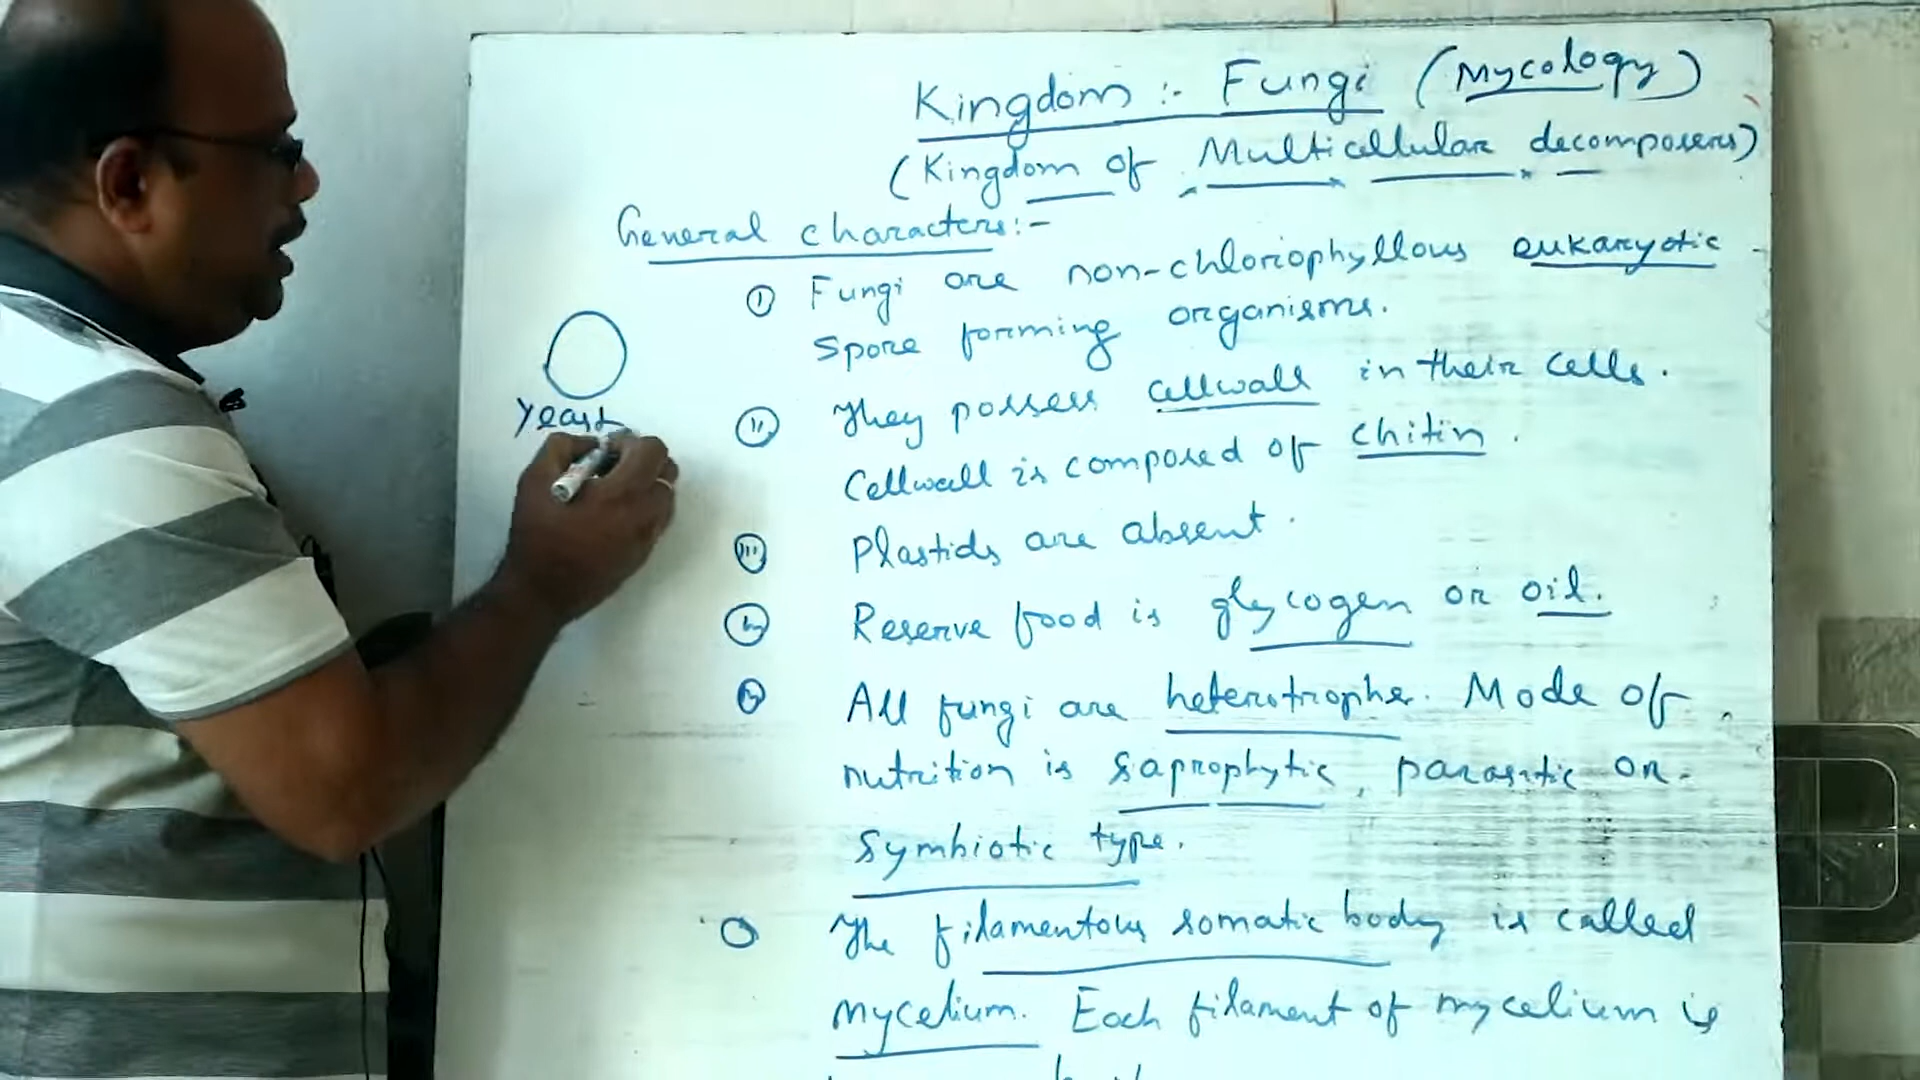 Kingdom :- Fungi (Mycology)
(Kingdom of Multicellular decomposers)
General characters:-
(i) Fungi are non-chlorophyllous eukaryotic
spore forming organisms.
(ii) They possess cellwall in their cells.
Cellwall is composed of chitin.
(iii) Plastids are absent.
(iv) Reserve food is glycogen or oil.
(v) All fungi are heterotrophs. Mode of
nutrition is saprophytic, parasitic or
symbiotic type.
The filamentous somatic body is called
mycelium. Each filament of mycelium is
Yeast